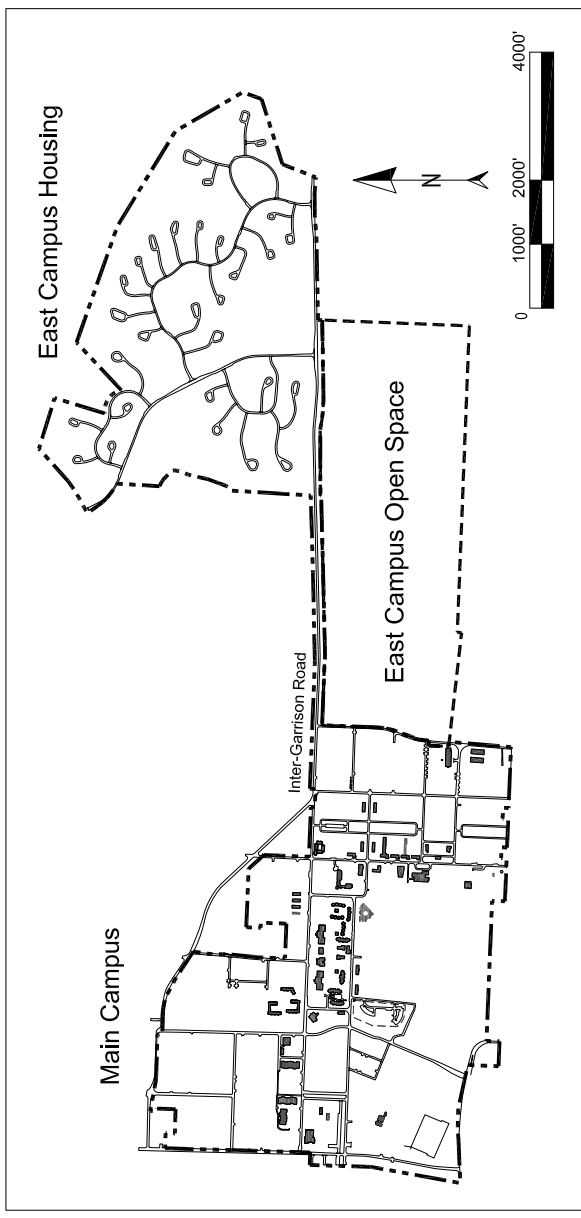 Main Campus
Inter-Garrison Road
East Campus Housing
East Campus Open Space
N
0
1000'
2000'
4000'